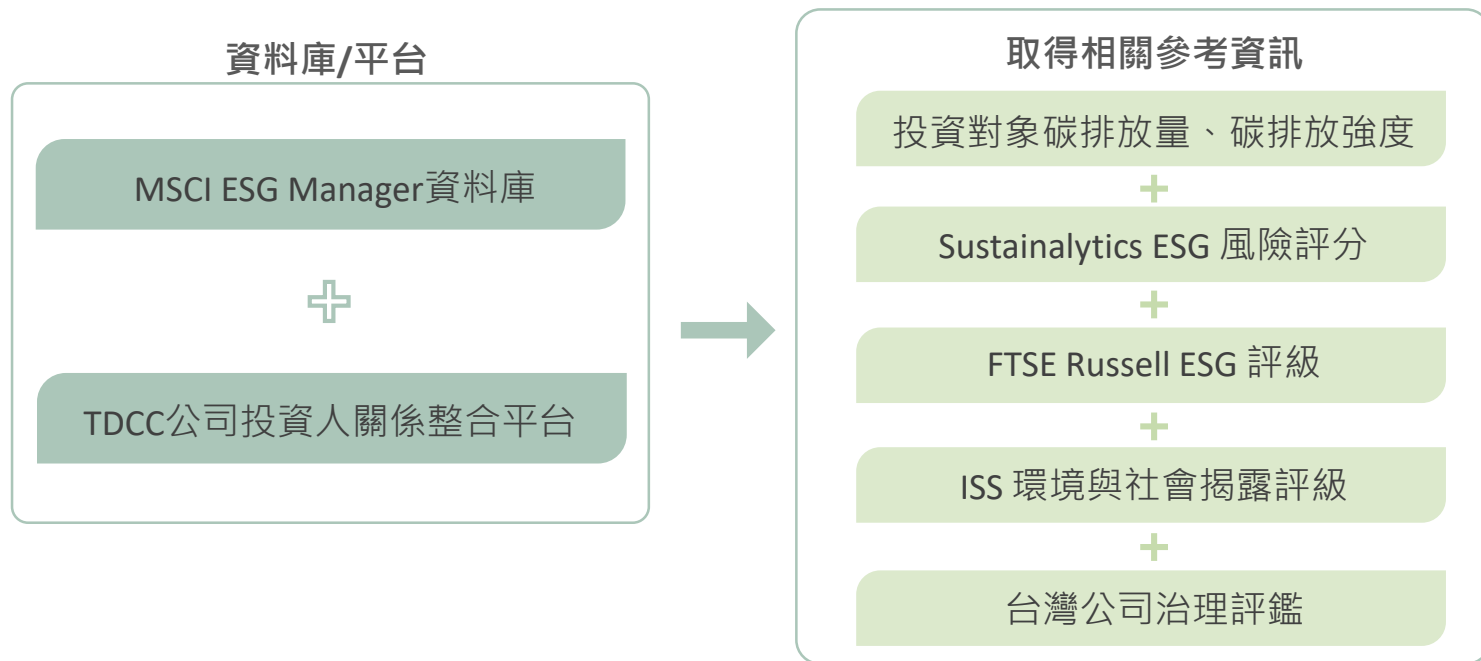 資料庫/平台
MSCI ESG Manager資料庫
TDCC公司投資人關係整合平台
取得相關參考資訊
投資對象碳排放量、碳排放強度
Sustainalytics ESG 風險評分
FTSE Russell ESG 評級
ISS 環境與社會揭露評級
台灣公司治理評鑑